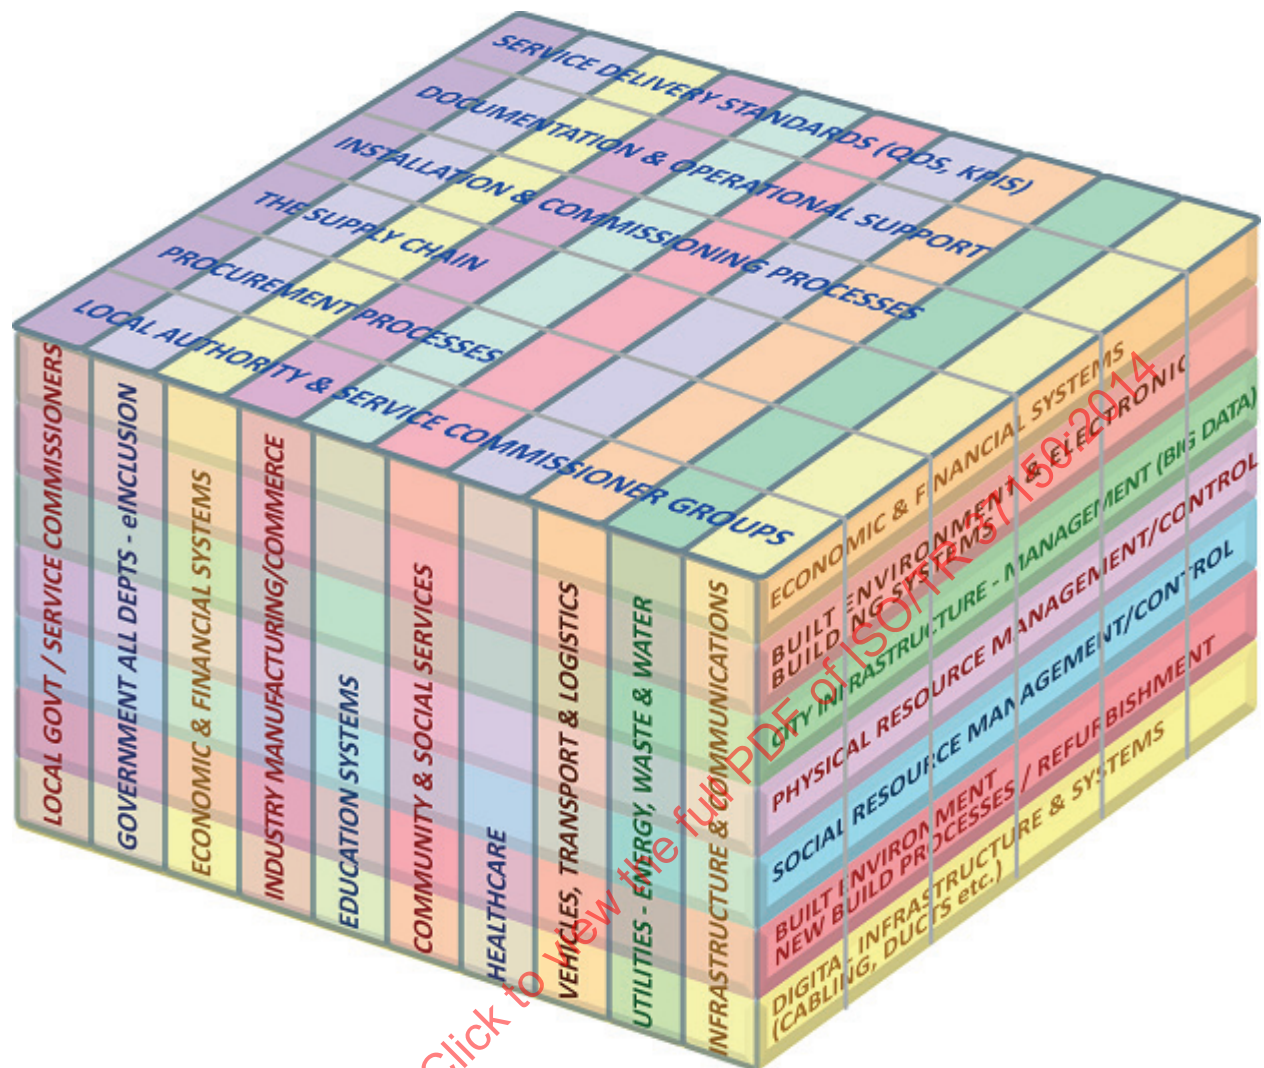 SERVICE DELIVERY STANDARDS (QOS, KPIS)
DOCUMENTATION & OPERATIONAL SUPPORT
INSTALLATION & COMMISSIONING PROCESSES
THE SUPPLY CHAIN
PROCUREMENT PROCESSES
LOCAL AUTHORITY & SERVICE COMMISSIONER GROUPS
LOCAL GOVT / SERVICE COMMISSIONERS
GOVERNMENT ALL DEPTS - eINCLUSION
ECONOMIC & FINANCIAL SYSTEMS
INDUSTRY MANUFACTURING/COMMERCE
EDUCATION SYSTEMS
COMMUNITY & SOCIAL SERVICES
HEALTHCARE
VEHICLES, TRANSPORT & LOGISTICS
UTILITIES - ENERGY, WASTE & WATER
INFRASTRUCTURE & COMMUNICATIONS
ECONOMIC & FINANCIAL SYSTEMS
BUILT ENVIRONMENT & ELECTRONIC
BUILDING SYSTEMS
CITY INFRASTRUCTURE - MANAGEMENT (BIG DATA)
PHYSICAL RESOURCE MANAGEMENT/CONTROL
SOCIAL RESOURCE MANAGEMENT/CONTROL
BUILT ENVIRONMENT
NEW BUILD PROCESSES / REFURBISHMENT
DIGITAL INFRASTRUCTURE & SYSTEMS
(CABLING, DUCTS etc.)
Click to view the full PDF of ISO/TR 37150:2014